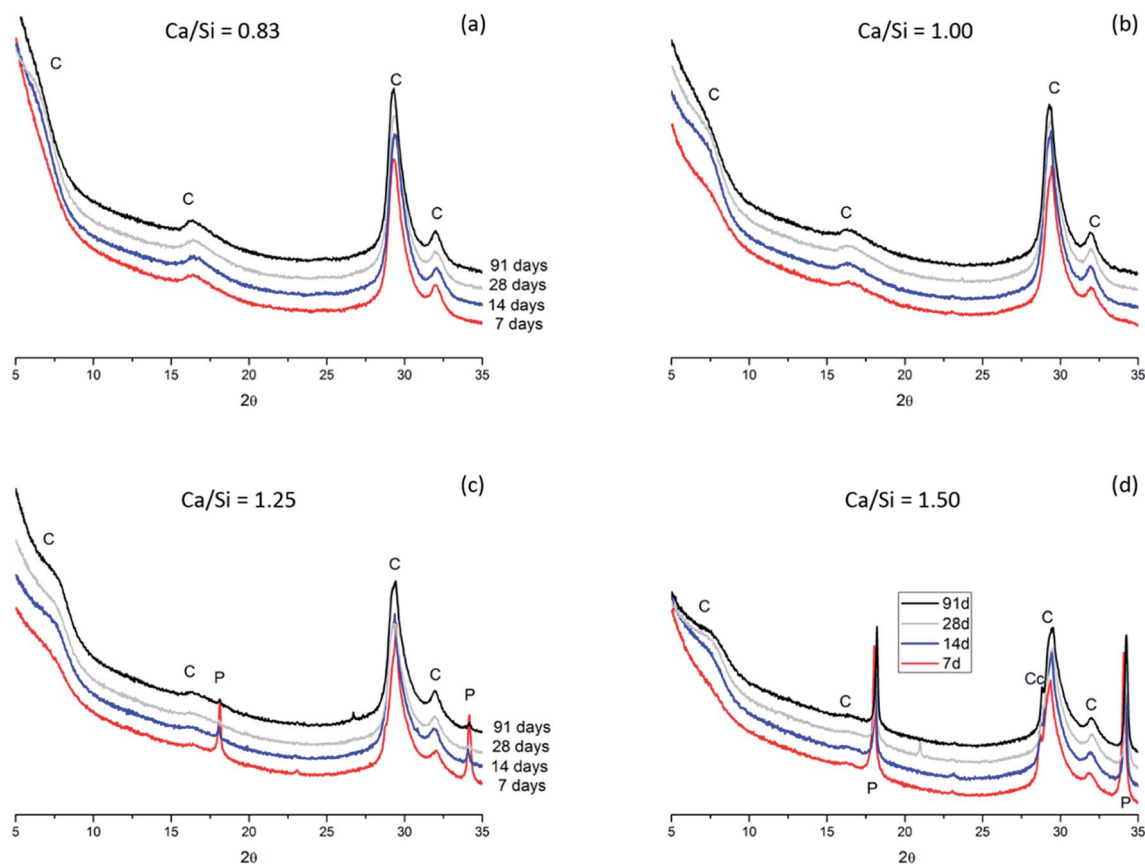 Ca/Si = 0.83
(a)
C
C
C
C
91 days
28 days
14 days
7 days
5 10 15 20 25 30 35
2θ
Ca/Si = 1.00
(b)
C
C
C
C
5 10 15 20 25 30 35
2θ
Ca/Si = 1.25
(c)
C
C
C
P
C
P
91 days
28 days
14 days
7 days
5 10 15 20 25 30 35
2θ
Ca/Si = 1.50
(d)
91d
28d
14d
7d
C
C
Cc
C
C
P
P
5 10 15 20 25 30 35
2θ